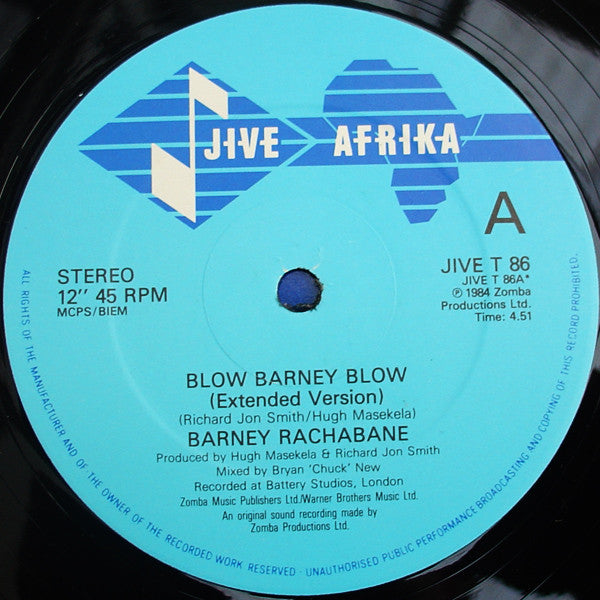 JIVE AFRIKA
A
STEREO
12” 45 RPM
MCPS/BIEM
JIVE T 86
JIVE T 86A*
℗ 1984 Zomba
Productions Ltd.
Time: 4.51
BLOW BARNEY BLOW
(Extended Version)
(Richard Jon Smith/Hugh Masekela)
BARNEY RACHABANE
Produced by Hugh Masekela & Richard Jon Smith
Mixed by Bryan 'Chuck' New
Recorded at Battery Studios, London
Zomba Music Publishers Ltd/Warner Brothers Music Ltd.
An original sound recording made by
Zomba Productions Ltd.
ALL RIGHTS OF THE MANUFACTURER AND OF THE OWNER OF THE RECORDED WORK RESERVED · UNAUTHORISED PUBLIC PERFORMANCE BROADCASTING AND COPYING OF THIS RECORD PROHIBITED.